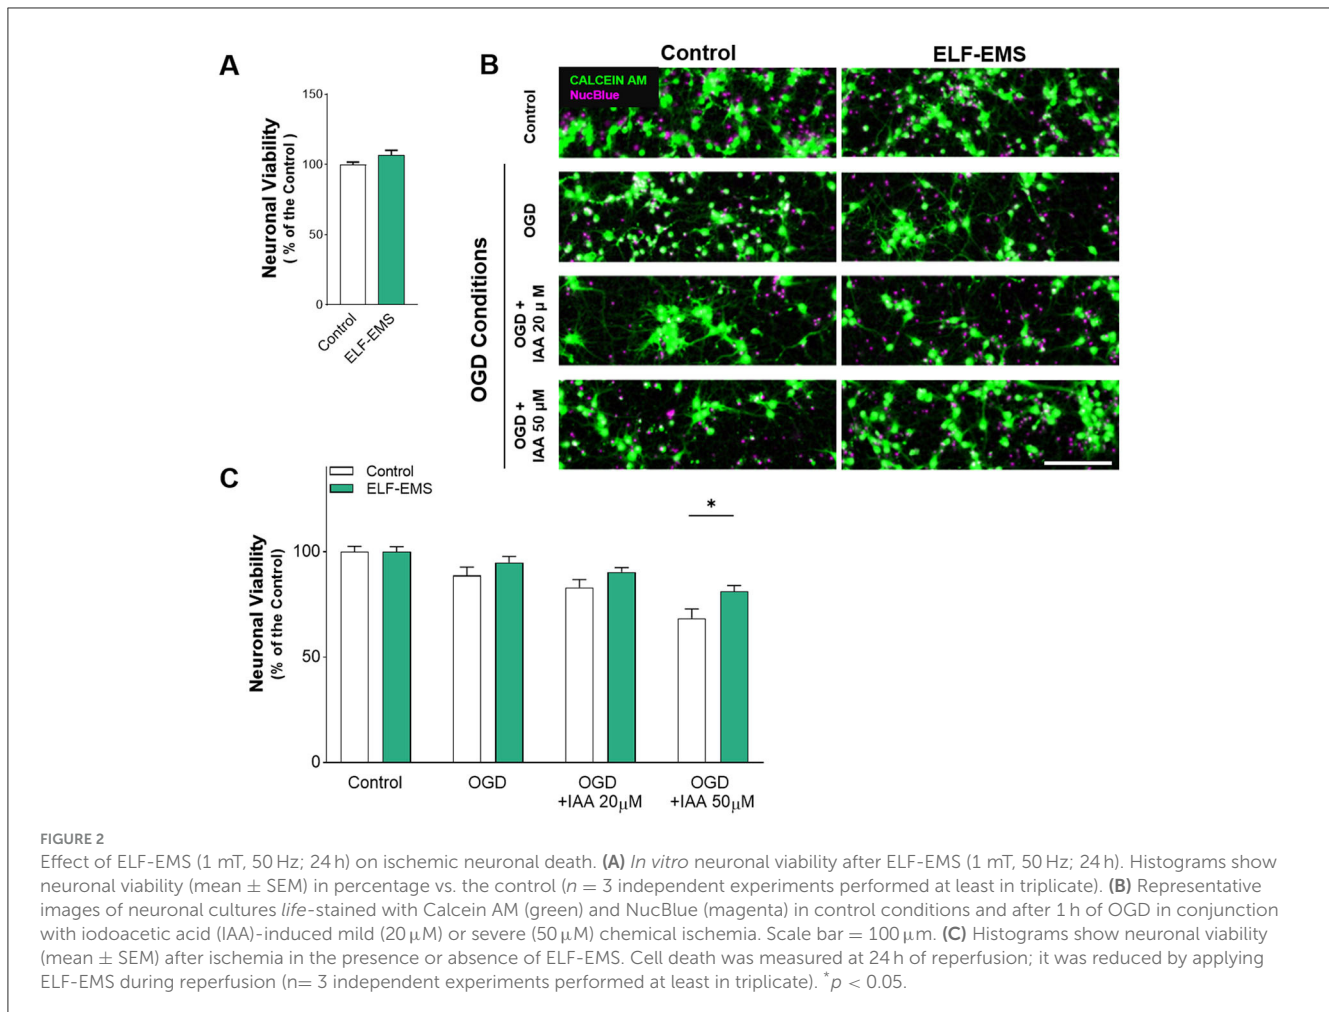 A
150
100
50
0
Neuronal Viability
( % of the Control )
Control
ELF-EMS
B
Control
ELF-EMS
CALCEIN AM
NucBlue
Control
OGD Conditions
OGD
OGD +
IAA 20 µ M
OGD +
IAA 50 µM
C
Control
ELF-EMS
*
100
50
0
Neuronal Viability
(% of the Control)
Control
OGD
OGD
+IAA 20µM
OGD
+IAA 50µM
FIGURE 2
Effect of ELF-EMS (1 mT, 50 Hz; 24 h) on ischemic neuronal death. (A) In vitro neuronal viability after ELF-EMS (1 mT, 50 Hz; 24 h). Histograms show
neuronal viability (mean ± SEM) in percentage vs. the control (n = 3 independent experiments performed at least in triplicate). (B) Representative
images of neuronal cultures life-stained with Calcein AM (green) and NucBlue (magenta) in control conditions and after 1 h of OGD in conjunction
with iodoacetic acid (IAA)-induced mild (20 µM) or severe (50 µM) chemical ischemia. Scale bar = 100 µm. (C) Histograms show neuronal viability
(mean ± SEM) after ischemia in the presence or absence of ELF-EMS. Cell death was measured at 24 h of reperfusion; it was reduced by applying
ELF-EMS during reperfusion (n= 3 independent experiments performed at least in triplicate). *p < 0.05.